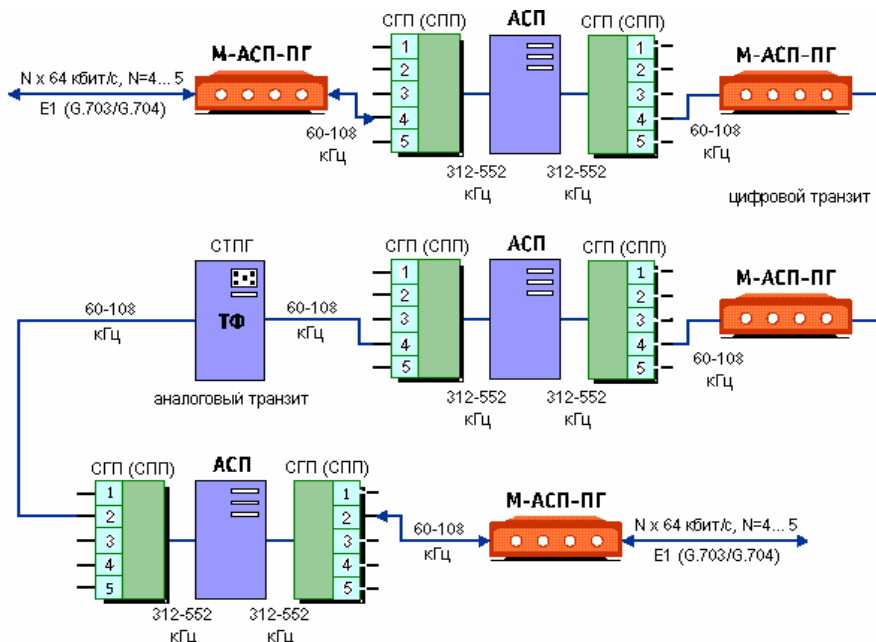 СГП (СПП)
АСП
СГП (СПП)
М-АСП-ПГ
N x 64 кбит/с, N=4... 5
E1 (G.703/G.704)
60-108
кГц
1
2
3
4
5
312-552
кГц
312-552
кГц
1
2
3
4
5
М-АСП-ПГ
60-108
кГц
цифровой транзит
СТПГ
ТФ
60-108
кГц
60-108
кГц
аналоговый транзит
СГП (СПП)
АСП
СГП (СПП)
1
2
3
4
5
312-552
кГц
312-552
кГц
1
2
3
4
5
М-АСП-ПГ
60-108
кГц
СГП (СПП)
АСП
СГП (СПП)
1
2
3
4
5
312-552
кГц
312-552
кГц
1
2
3
4
5
60-108
кГц
М-АСП-ПГ
N x 64 кбит/с, N=4... 5
E1 (G.703/G.704)